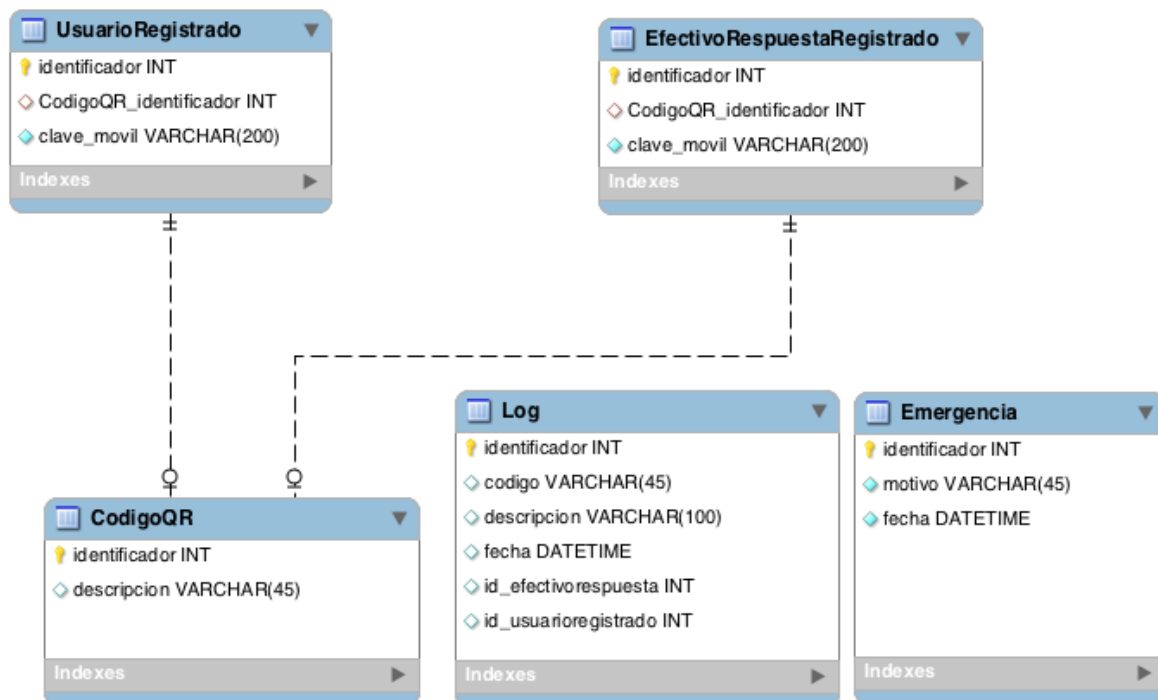 UsuarioRegistrado
identificador INT
CodigoQR_identificador INT
clave_movil VARCHAR(200)
Indexes
EfectivoRespuestaRegistrado
identificador INT
CodigoQR_identificador INT
clave_movil VARCHAR(200)
Indexes
CodigoQR
identificador INT
descripcion VARCHAR(45)
Indexes
Log
identificador INT
codigo VARCHAR(45)
descripcion VARCHAR(100)
fecha DATETIME
id_efectivorespuesta INT
id_usuarioregistrado INT
Indexes
Emergencia
identificador INT
motivo VARCHAR(45)
fecha DATETIME
Indexes